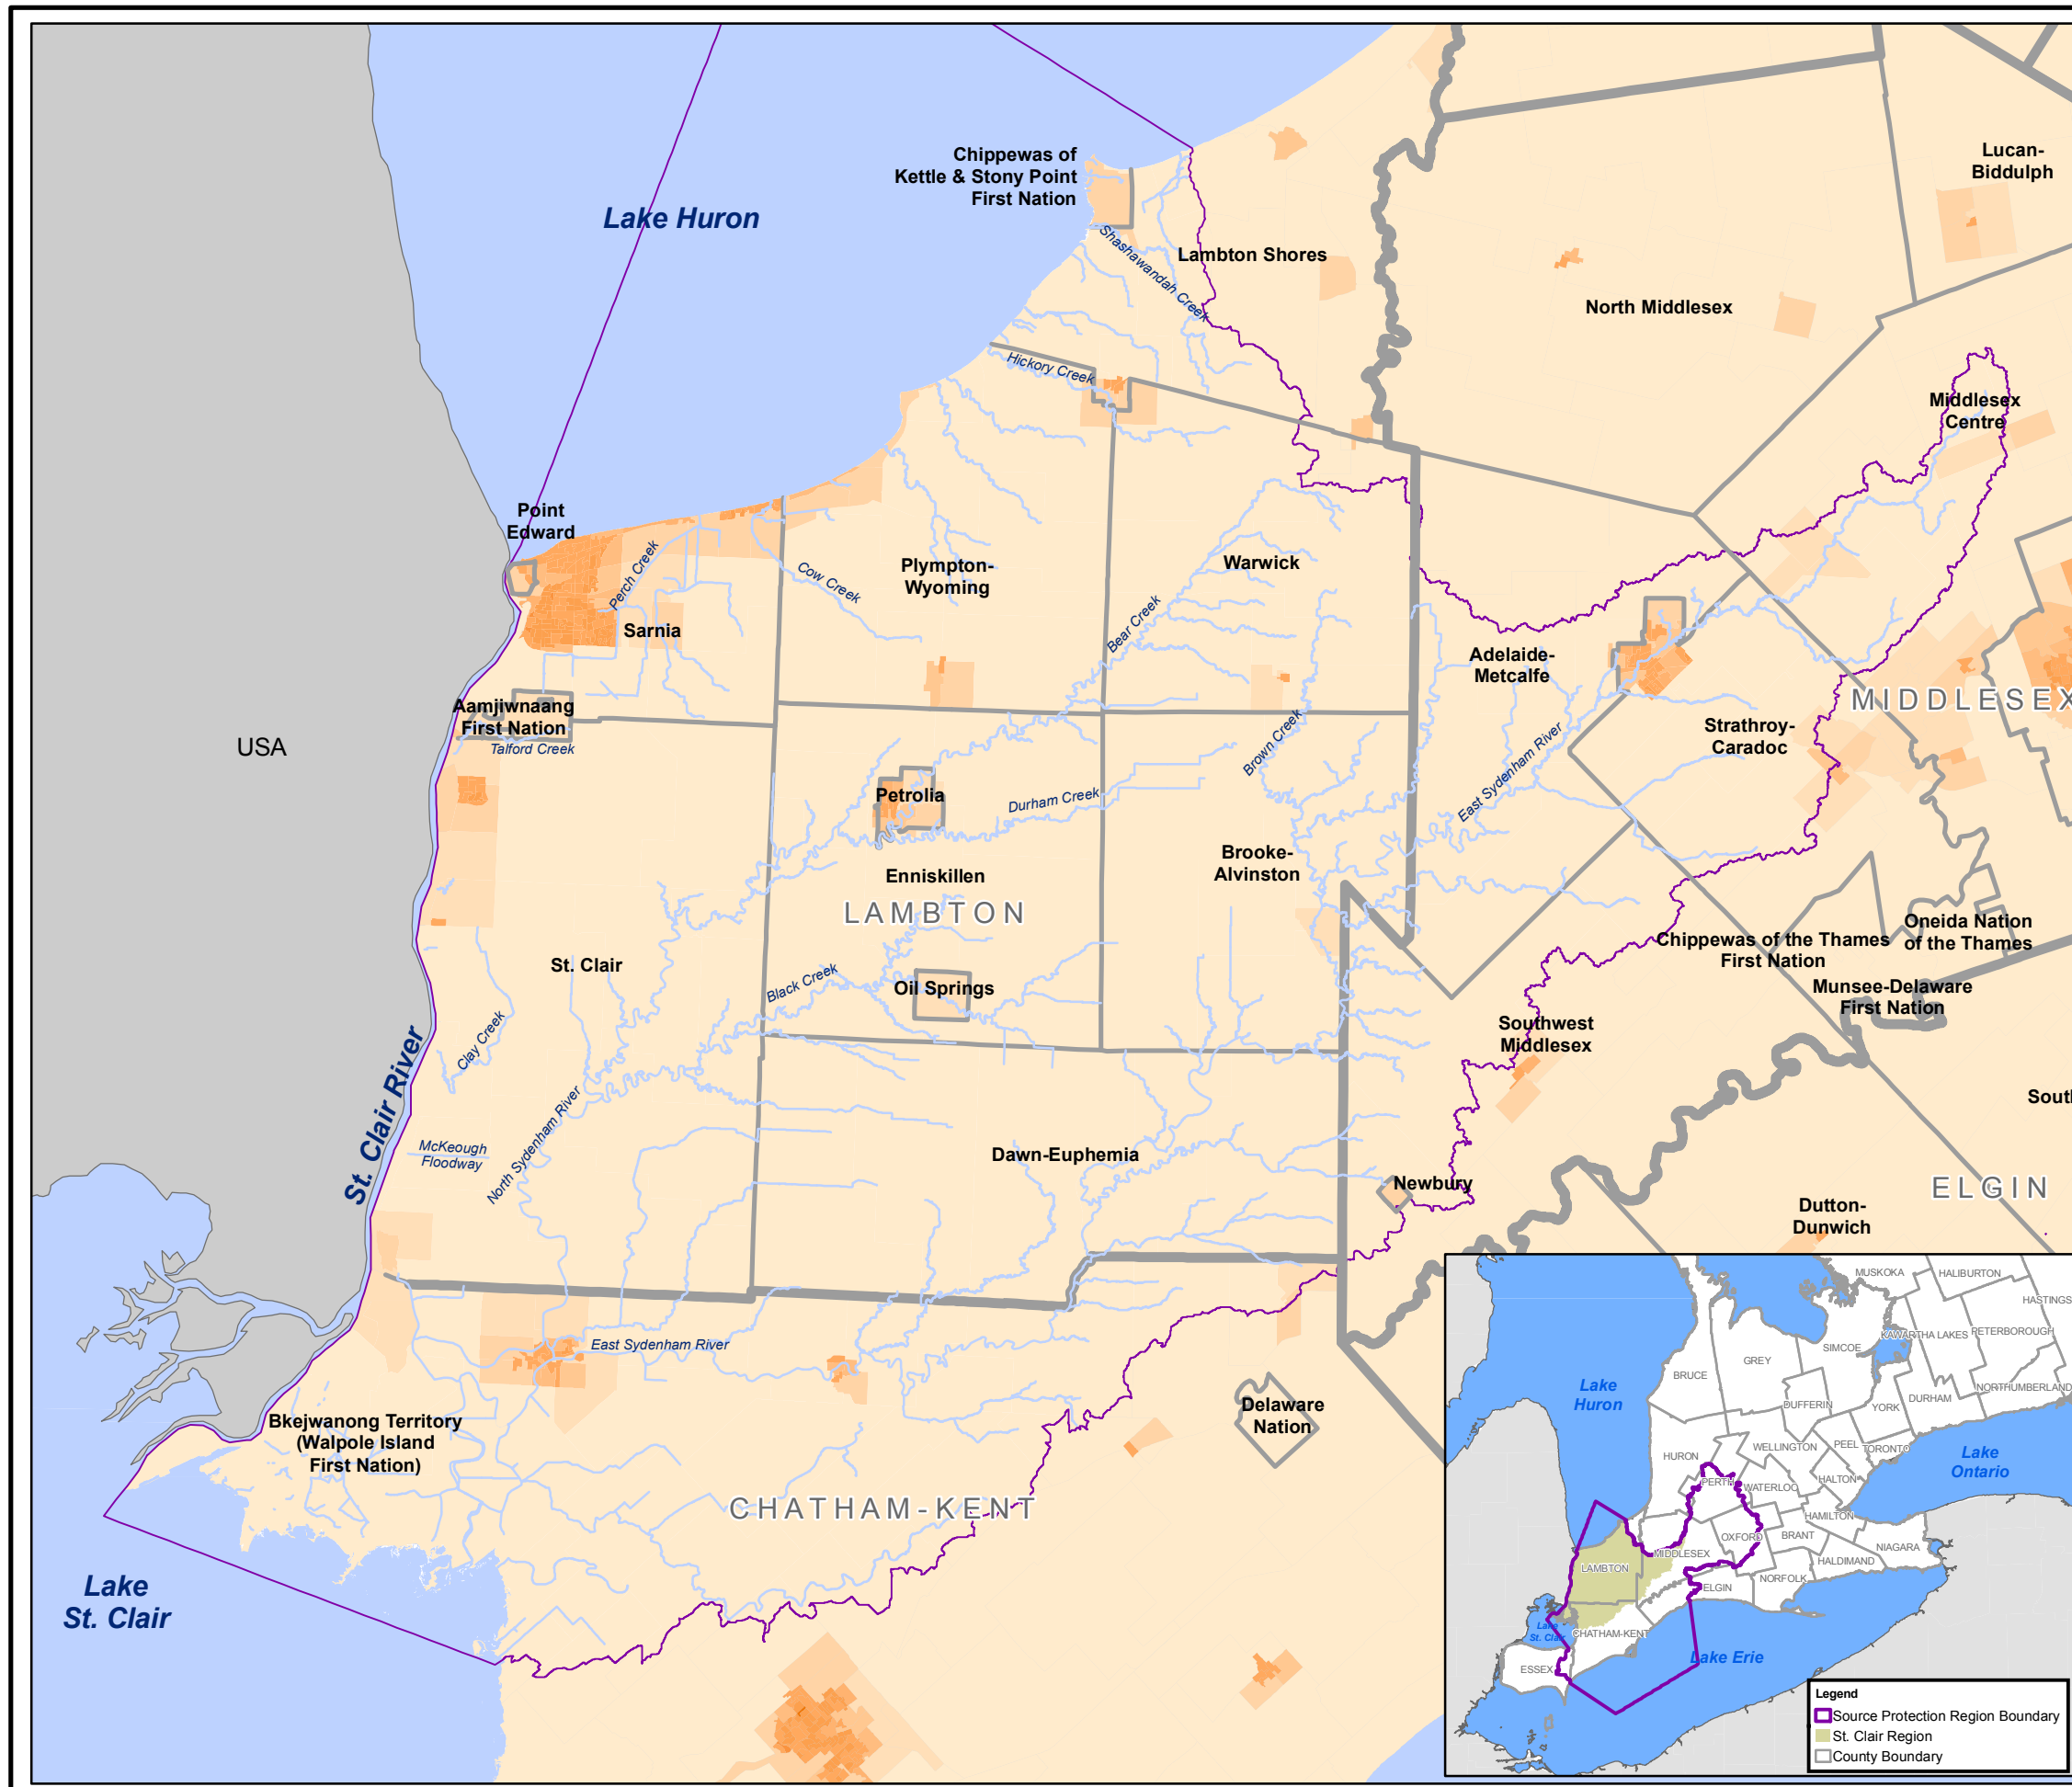 Lake Huron
Chippewas of
Kettle & Stony Point
First Nation
Lucan-
Biddulph
Shashawandah Creek
Lambton Shores
North Middlesex
Hickory Creek
Middlesex
Centre
Point
Edward
Perch Creek
Sarnia
Cow Creek
Plympton-
Wyoming
Bear Creek
Warwick
Adelaide-
Metcalfe
Aamjiwnaang
First Nation
Talford Creek
USA
MIDDLESEX
Strathroy-
Caradoc
Brown Creek
East Sydenham River
Petrolia
Durham Creek
Brooke-
Alvinston
Enniskillen
LAMBTON
Oneida Nation
of the Thames
Chippewas of the Thames
First Nation
St. Clair
Black Creek
Oil Springs
Munsee-Delaware
First Nation
Southwest
Middlesex
Clay Creek
St. Clair River
North Sydenham River
McKeough
Floodway
Dawn-Euphemia
Newbury
ELGIN
Dutton-
Dunwich
East Sydenham River
Delaware
Nation
Bkejwanong Territory
(Walpole Island
First Nation)
CHATHAM-KENT
Lake
St. Clair
MUSKOKA
HALIBURTON
HASTINGS
KAWARTHA LAKES
PETERBOROUGH
SIMCOE
GREY
BRUCE
Lake
Huron
NORTHUMBERLAND
DURHAM
DUFFERIN
YORK
WELLINGTON
PEEL
TORONTO
HURON
Lake
Ontario
PERTH
WATERLOO
HALTON
HAMILTON
OXFORD
BRANT
NIAGARA
MIDDLESEX
HALDIMAND
LAMBTON
NORFOLK
ELGIN
Lake
St. Clair
CHATHAM-KENT
Lake Erie
ESSEX
Legend
Source Protection Region Boundary
St. Clair Region
County Boundary